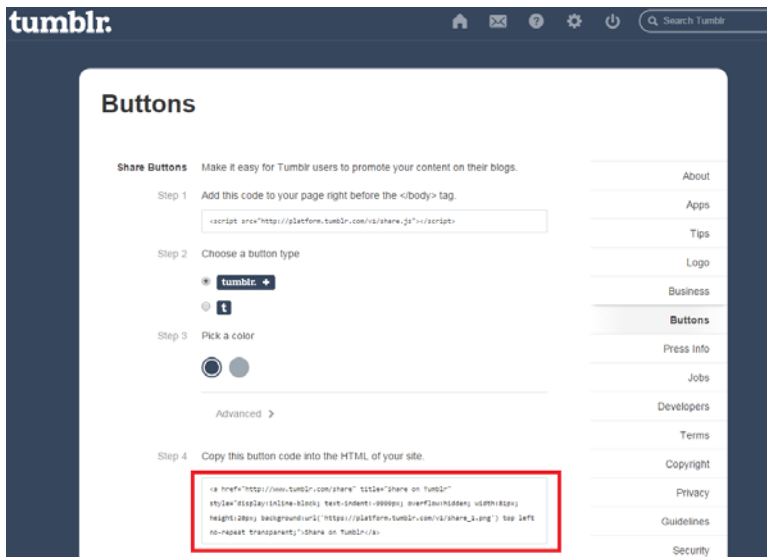 tumblr.
Search Tumblr
Buttons
Share Buttons Make it easy for Tumblr users to promote your content on their blogs.
Step 1 Add this code to your page right before the </body> tag.
<script src="http://platform.tumblr.com/v1/share.js"></script>
Step 2 Choose a button type
tumblr. +
t
Step 3 Pick a color
Advanced >
Step 4 Copy this button code into the HTML of your site.
<a href="http://www.tumblr.com/share" title="Share on Tumblr"
style="display:inline-block; text-indent:-9999px; overflow:hidden; width:81px;
height:20px; background:url('https://platform.tumblr.com/v1/share_1.png') top left
no-repeat transparent;">Share on Tumblr</a>
About
Apps
Tips
Logo
Business
Buttons
Press Info
Jobs
Developers
Terms
Copyright
Privacy
Guidelines
Security